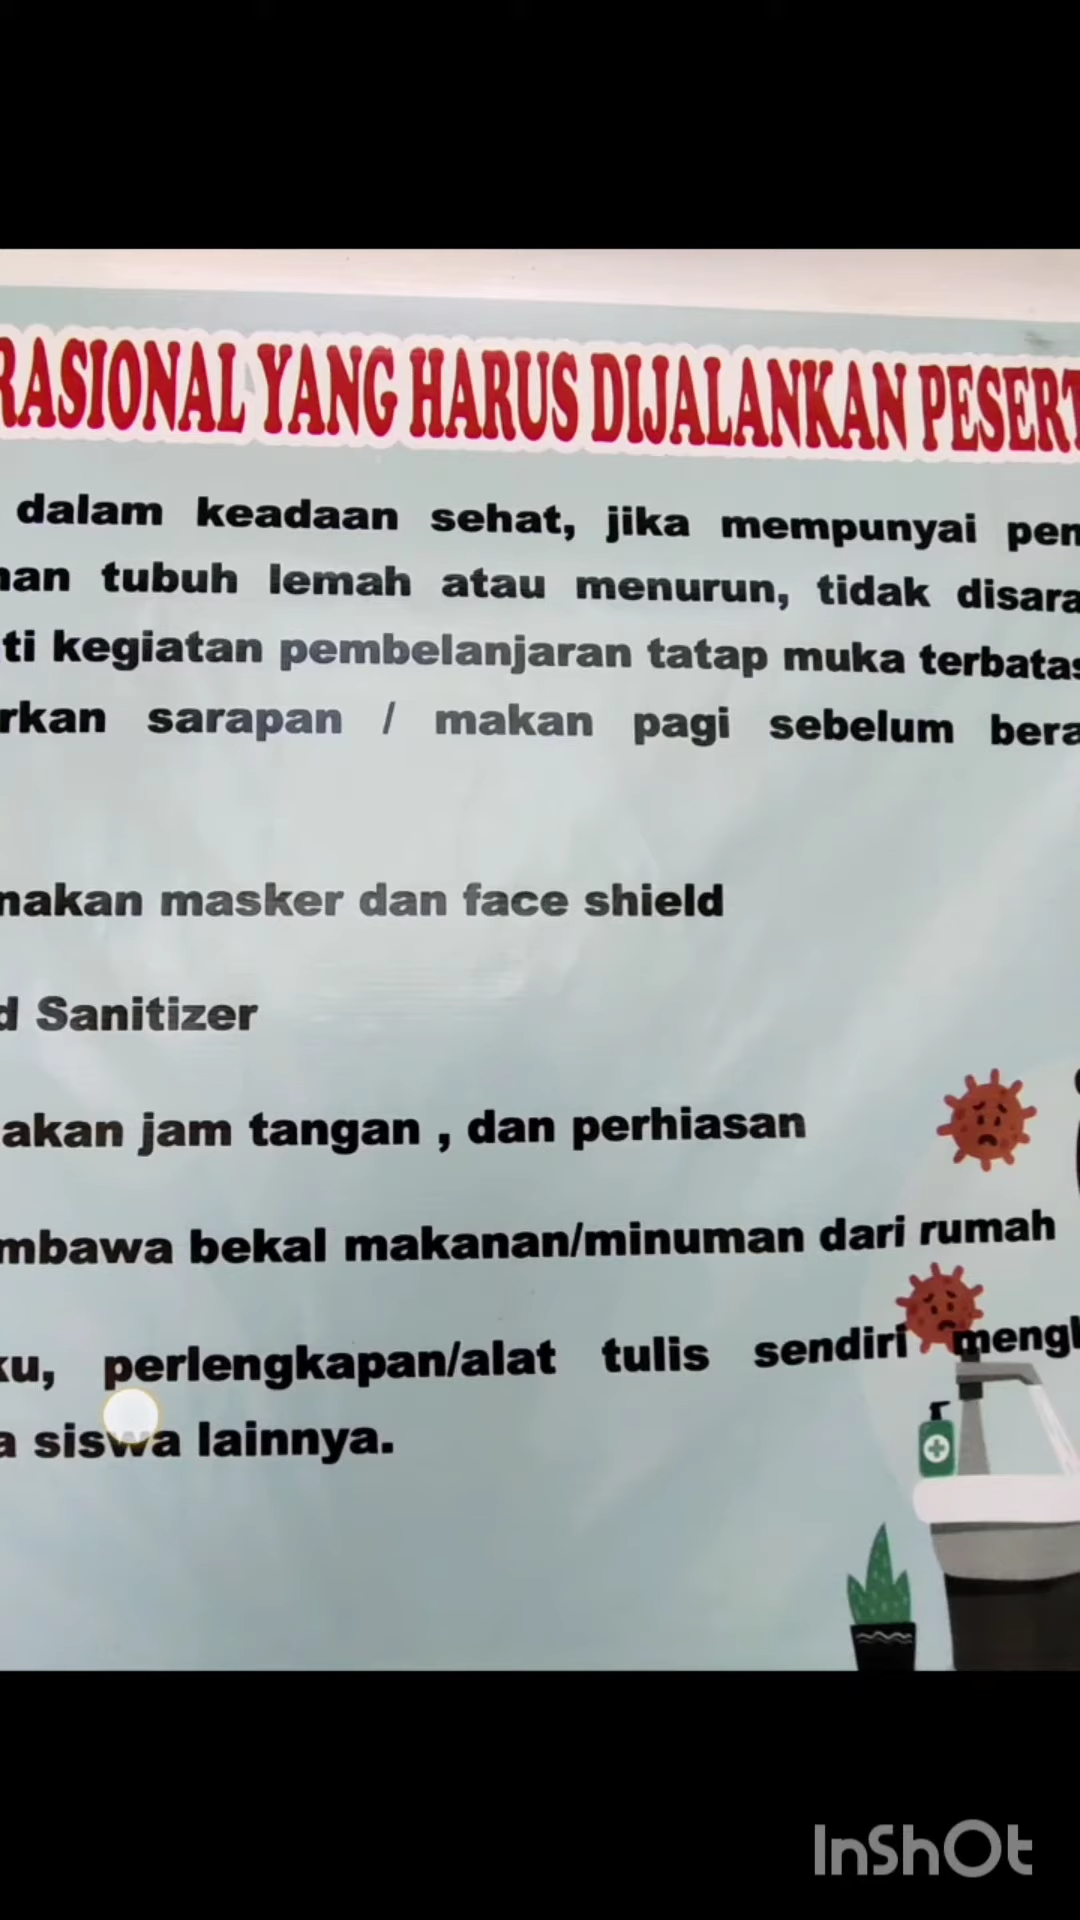 RASIONAL YANG HARUS DIJALANKAN PESERT
dalam keadaan sehat, jika mempunyai pen
han tubuh lemah atau menurun, tidak disara
ti kegiatan pembelanjaran tatap muka terbatas
rkan sarapan / makan pagi sebelum bera
nakan masker dan face shield
d Sanitizer
akan jam tangan , dan perhiasan
mbawa bekal makanan/minuman dari rumah
ku, perlengkapan/alat tulis sendiri mengh
a siswa lainnya.
InShOt